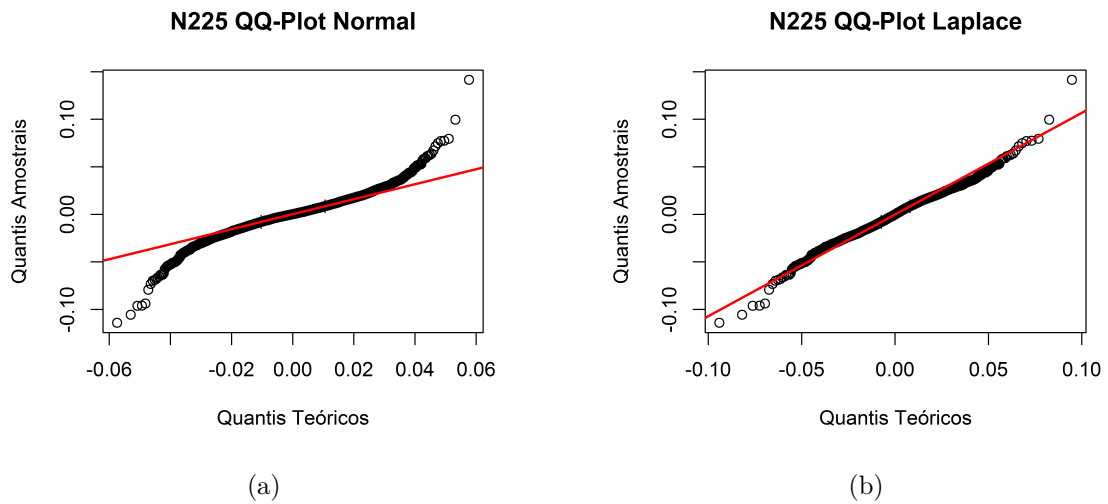 N225 QQ-Plot Normal
0.10
0.00
-0.10
Quantis Amostrais
-0.06 -0.02 0.00 0.02 0.04 0.06
Quantis Teóricos
(a)
N225 QQ-Plot Laplace
0.10
0.00
-0.10
Quantis Amostrais
-0.10 -0.05 0.00 0.05 0.10
Quantis Teóricos
(b)